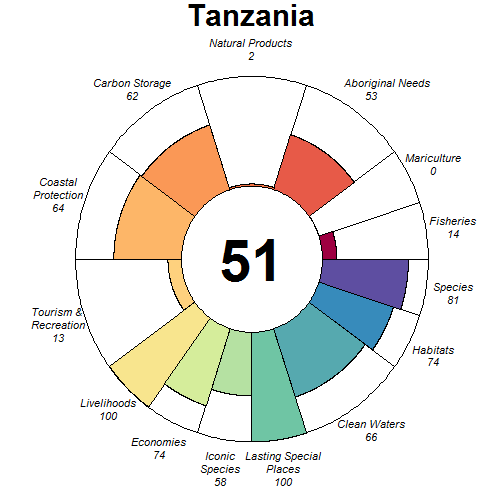 Tanzania
Natural Products
2
Carbon Storage
62
Aboriginal Needs
53
Mariculture
0
Coastal
Protection
64
Fisheries
14
51
Species
81
Tourism &
Recreation
13
Habitats
74
Livelihoods
100
Clean Waters
66
Economies
74
Iconic
Species
58
Lasting Special
Places
100